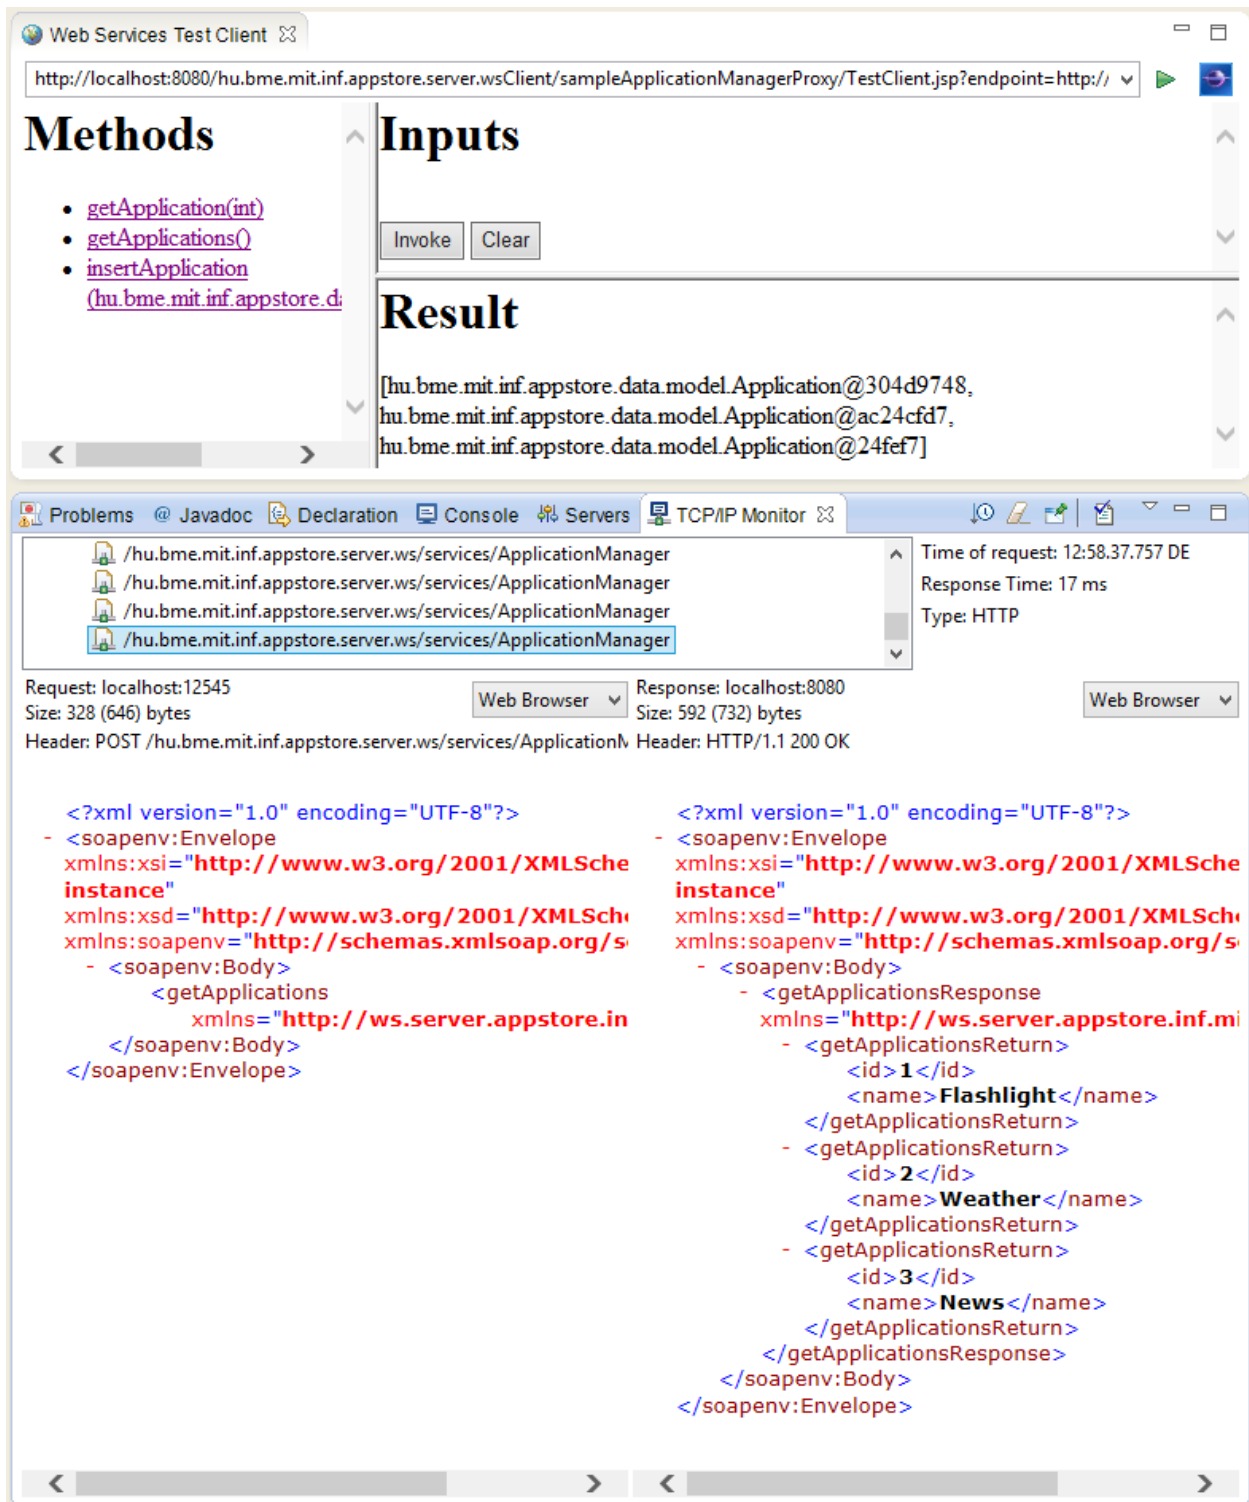 Web Services Test Client
http://localhost:8080/hu.bme.mit.inf.appstore.server.wsClient/sampleApplicationManagerProxy/TestClient.jsp?endpoint=http://
Methods
• getApplication(int)
• getApplications()
• insertApplication
(hu.bme.mit.inf.appstore.da
Inputs
Invoke Clear
Result
[hu.bme.mit.inf.appstore.data.model.Application@304d9748,
hu.bme.mit.inf.appstore.data.model.Application@ac24cfd7,
hu.bme.mit.inf.appstore.data.model.Application@24fef7]
Problems @ Javadoc Declaration Console Servers TCP/IP Monitor
/hu.bme.mit.inf.appstore.server.ws/services/ApplicationManager
/hu.bme.mit.inf.appstore.server.ws/services/ApplicationManager
/hu.bme.mit.inf.appstore.server.ws/services/ApplicationManager
/hu.bme.mit.inf.appstore.server.ws/services/ApplicationManager
Time of request: 12:58.37.757 DE
Response Time: 17 ms
Type: HTTP
Request: localhost:12545
Size: 328 (646) bytes
Header: POST /hu.bme.mit.inf.appstore.server.ws/services/ApplicationM
Web Browser
Response: localhost:8080
Size: 592 (732) bytes
Header: HTTP/1.1 200 OK
Web Browser
<?xml version="1.0" encoding="UTF-8"?>
- <soapenv:Envelope
xmlns:xsi="http://www.w3.org/2001/XMLSche
instance"
xmlns:xsd="http://www.w3.org/2001/XMLSch
xmlns:soapenv="http://schemas.xmlsoap.org/s
- <soapenv:Body>
<getApplications
xmlns="http://ws.server.appstore.in
</soapenv:Body>
</soapenv:Envelope>
<?xml version="1.0" encoding="UTF-8"?>
- <soapenv:Envelope
xmlns:xsi="http://www.w3.org/2001/XMLSche
instance"
xmlns:xsd="http://www.w3.org/2001/XMLSch
xmlns:soapenv="http://schemas.xmlsoap.org/s
- <soapenv:Body>
- <getApplicationsResponse
xmlns="http://ws.server.appstore.inf.mi
- <getApplicationsReturn>
<id>1</id>
<name>Flashlight</name>
</getApplicationsReturn>
- <getApplicationsReturn>
<id>2</id>
<name>Weather</name>
</getApplicationsReturn>
- <getApplicationsReturn>
<id>3</id>
<name>News</name>
</getApplicationsReturn>
</getApplicationsResponse>
</soapenv:Body>
</soapenv:Envelope>